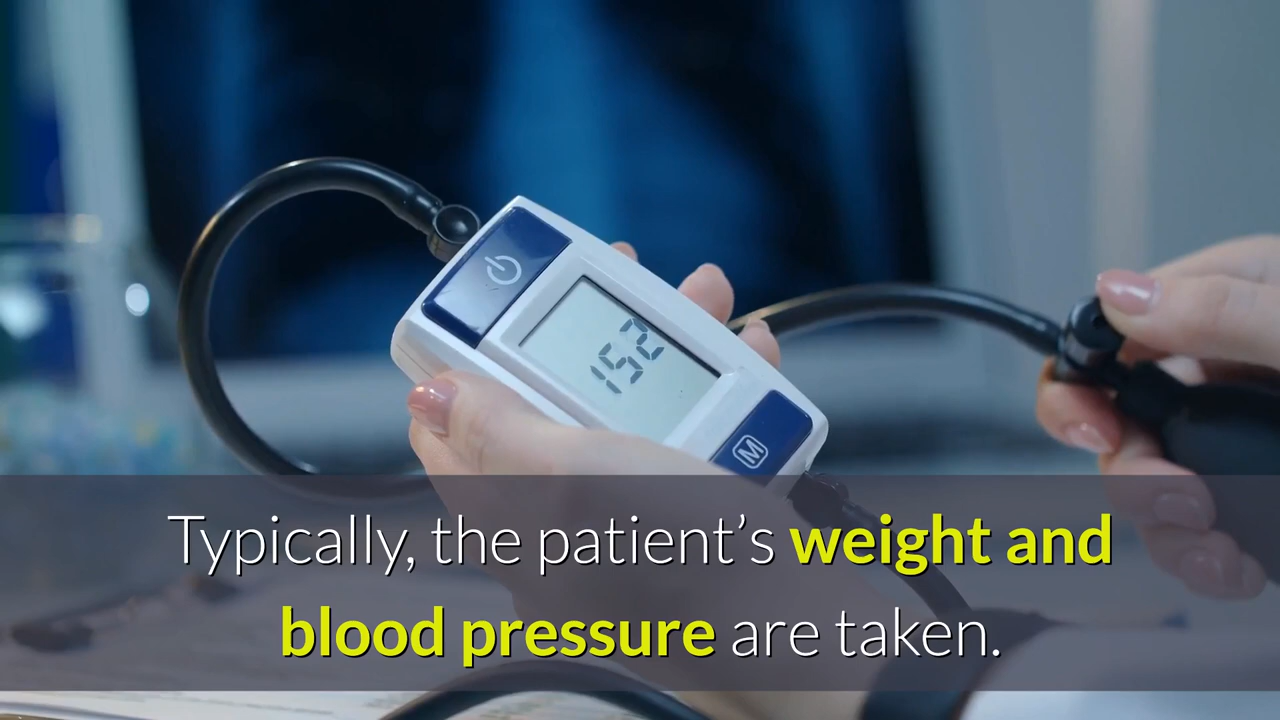 152
M
Typically, the patient’s weight and
blood pressure are taken.